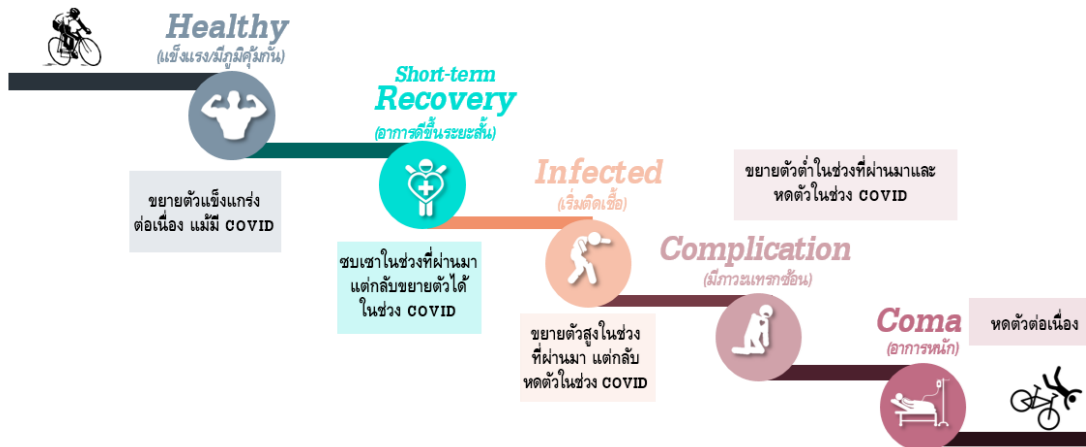 Healthy
(แข็งแรง/มีภูมิคุ้มกัน)
ขยายตัวแข็งแกร่ง
ต่อเนื่อง แม้มี COVID
Short-term
Recovery
(อาการดีขึ้นระยะสั้น)
ซบเซาในช่วงที่ผ่านมา
แต่กลับขยายตัวได้
ในช่วง COVID
Infected
(เริ่มติดเชื้อ)
ขยายตัวสูงในช่วง
ที่ผ่านมา แต่กลับ
หดตัวในช่วง COVID
ขยายตัวต่ำในช่วงที่ผ่านมาและ
หดตัวในช่วง COVID
Complication
(มีภาวะแทรกซ้อน)
Coma
(อาการหนัก)
หดตัวต่อเนื่อง